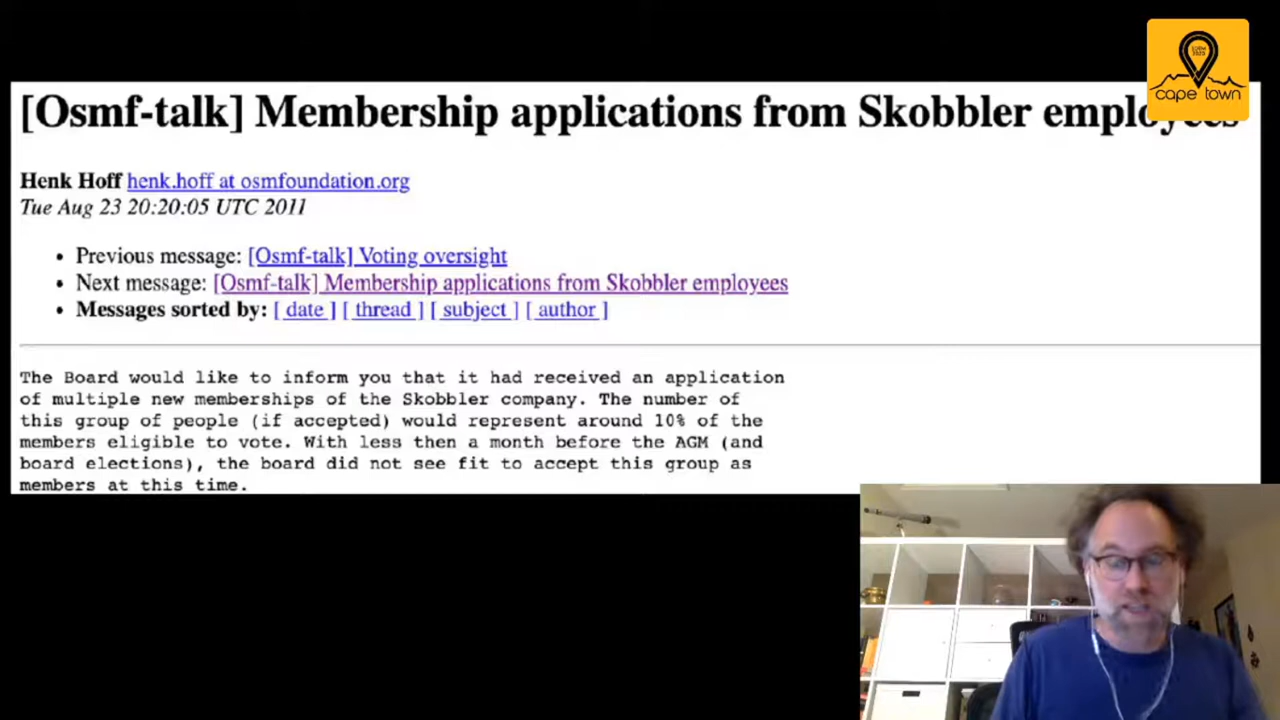 [Osmf-talk] Membership applications from Skobbler employees
Henk Hoff henk.hoff at osmfoundation.org
Tue Aug 23 20:20:05 UTC 2011
• Previous message: [Osmf-talk] Voting oversight
• Next message: [Osmf-talk] Membership applications from Skobbler employees
• Messages sorted by: [ date ] [ thread ] [ subject ] [ author ]
The Board would like to inform you that it had received an application
of multiple new memberships of the Skobbler company. The number of
this group of people (if accepted) would represent around 10% of the
members eligible to vote. With less then a month before the AGM (and
board elections), the board did not see fit to accept this group as
members at this time.
cape town